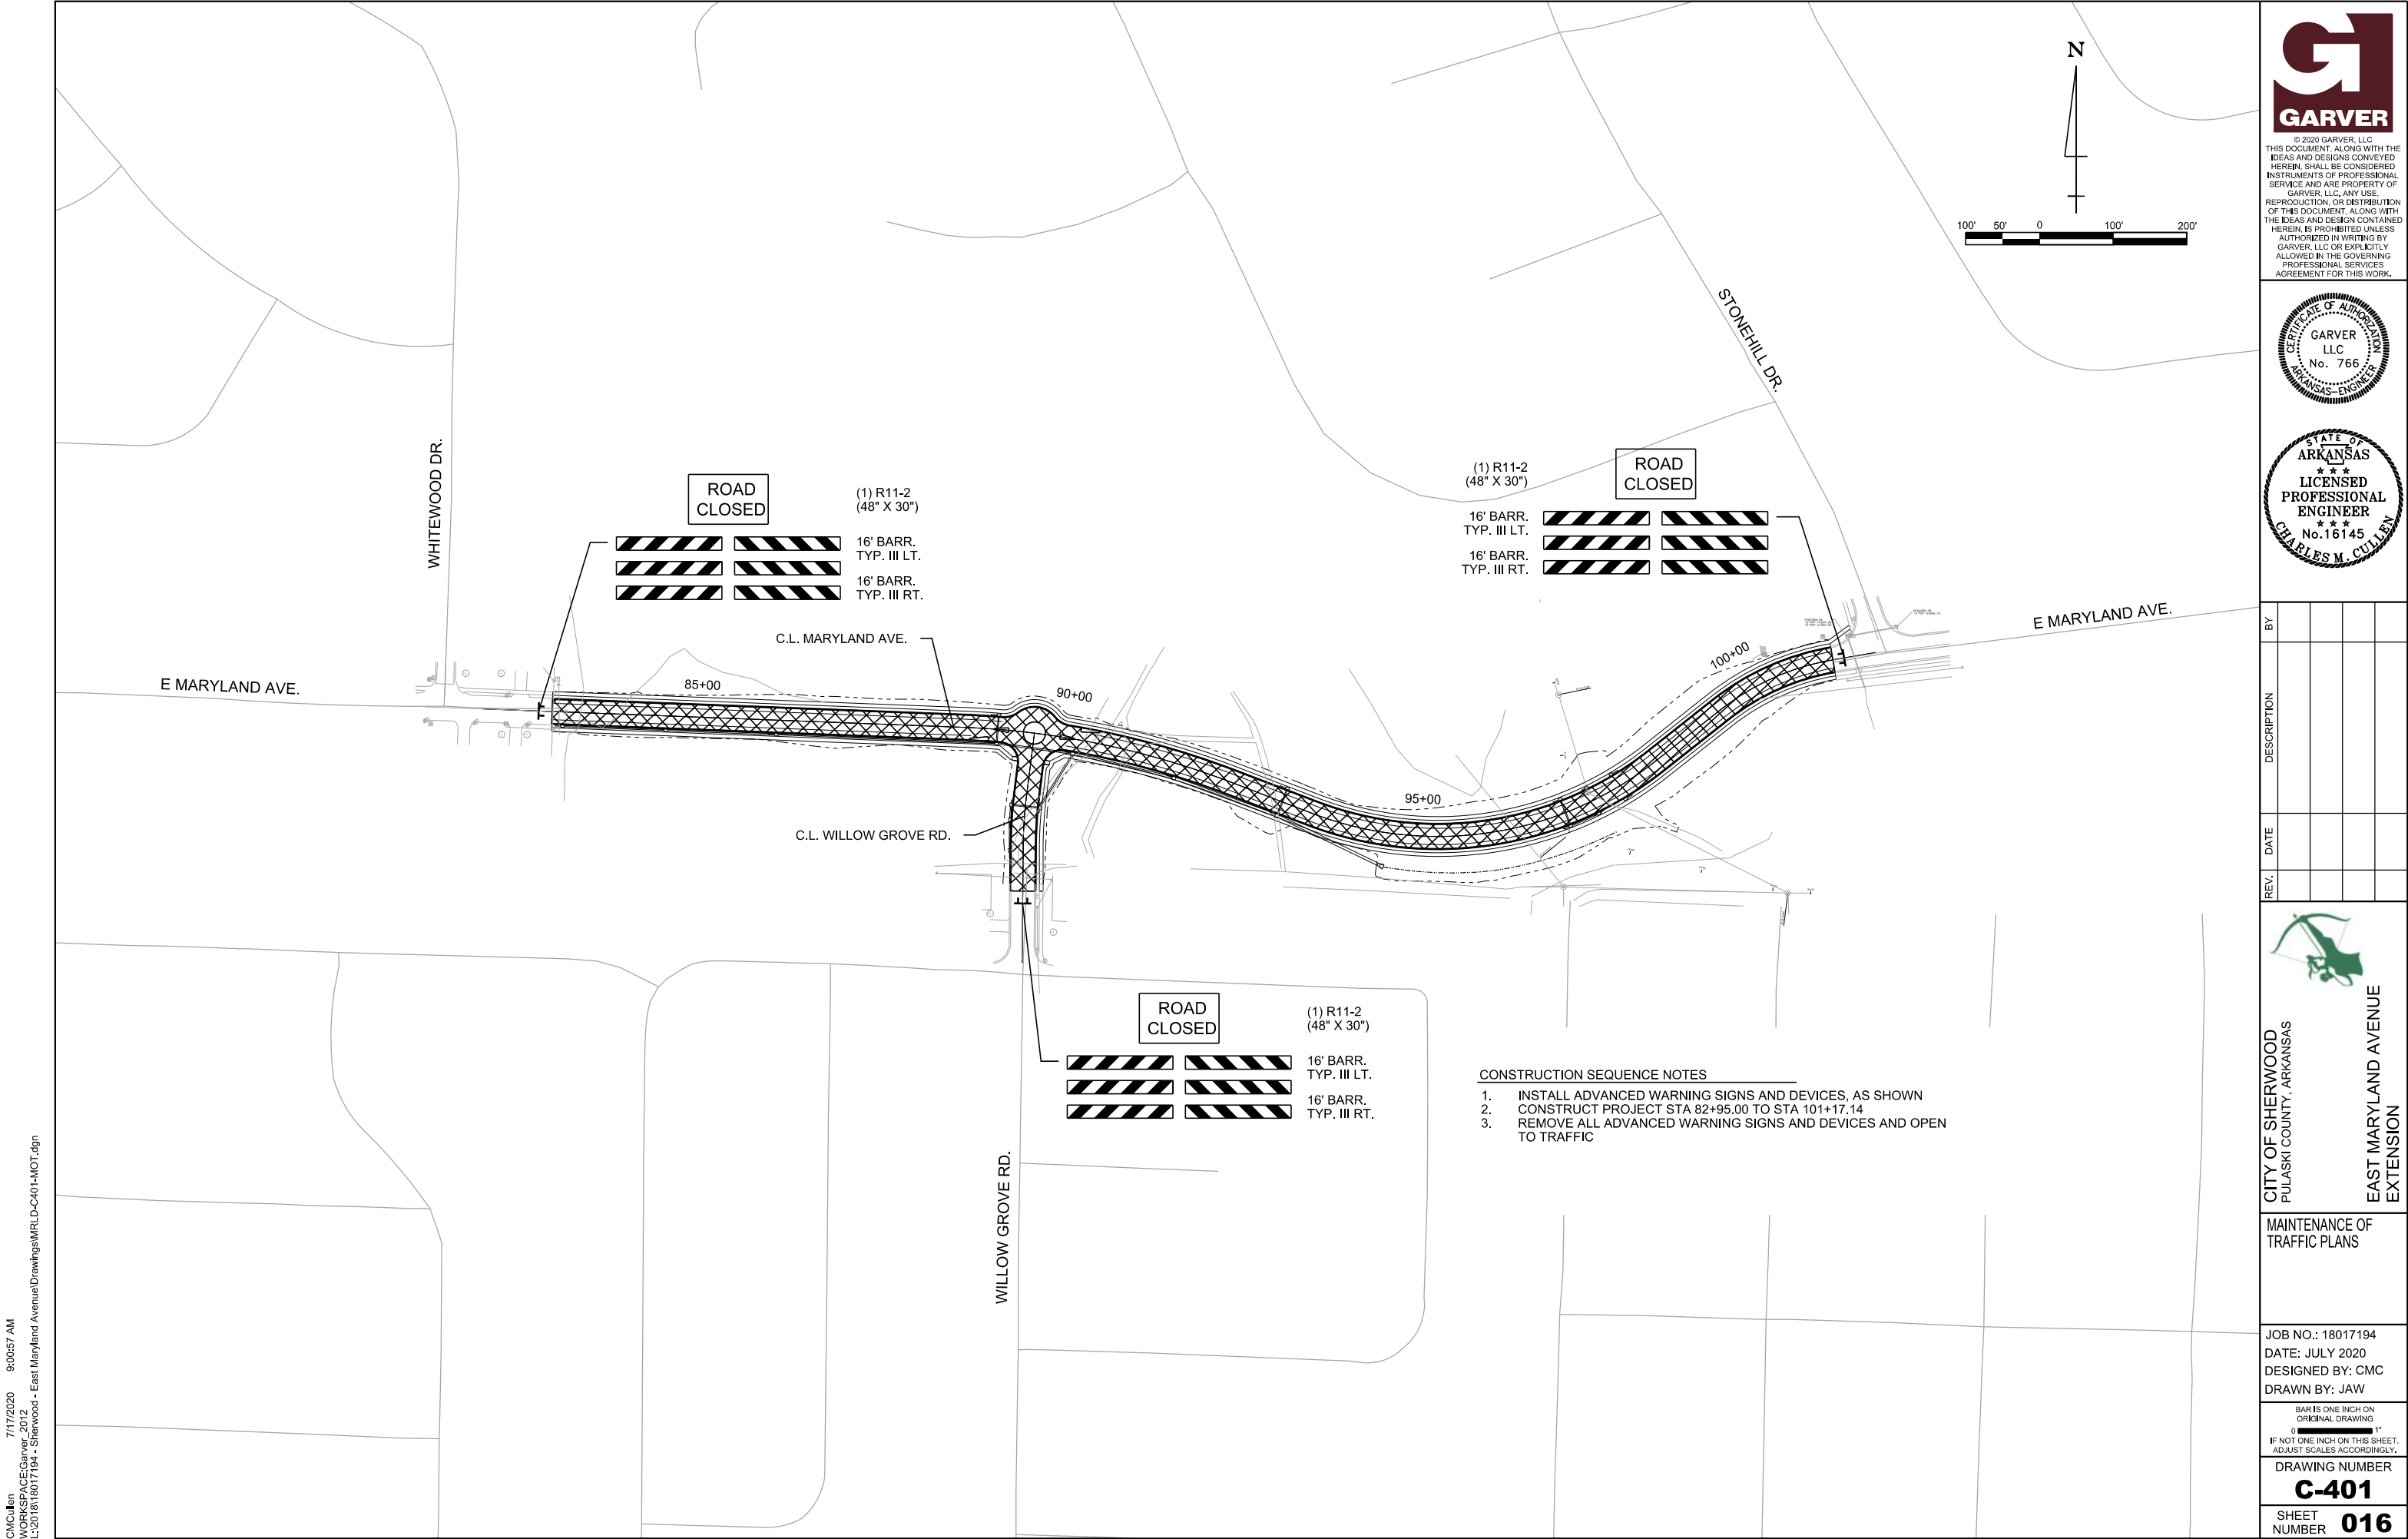 N
100' 50' 0 100' 200'
WHITEWOOD DR.
STONEHILL DR.
ROAD
CLOSED
(1) R11-2
(48" X 30")
16' BARR.
TYP. III LT.
16' BARR.
TYP. III RT.
(1) R11-2
(48" X 30")
ROAD
CLOSED
16' BARR.
TYP. III LT.
16' BARR.
TYP. III RT.
E MARYLAND AVE.
C.L. MARYLAND AVE.
E MARYLAND AVE.
85+00
90+00
95+00
100+00
C.L. WILLOW GROVE RD.
ROAD
CLOSED
(1) R11-2
(48" X 30")
16' BARR.
TYP. III LT.
16' BARR.
TYP. III RT.
WILLOW GROVE RD.
CONSTRUCTION SEQUENCE NOTES
1. INSTALL ADVANCED WARNING SIGNS AND DEVICES, AS SHOWN
2. CONSTRUCT PROJECT STA 82+95.00 TO STA 101+17.14
3. REMOVE ALL ADVANCED WARNING SIGNS AND DEVICES AND OPEN
TO TRAFFIC
CMCullen 7/17/2020 9:00:57 AM
WORKSPACE:Garver_2012
L:\2018\18017194 - Sherwood - East Maryland Avenue\Drawings\MRLD-C401-MOT.dgn
GARVER
© 2020 GARVER, LLC
THIS DOCUMENT, ALONG WITH THE
IDEAS AND DESIGNS CONVEYED
HEREIN, SHALL BE CONSIDERED
INSTRUMENTS OF PROFESSIONAL
SERVICE AND ARE PROPERTY OF
GARVER, LLC. ANY USE,
REPRODUCTION, OR DISTRIBUTION
OF THIS DOCUMENT, ALONG WITH
THE IDEAS AND DESIGN CONTAINED
HEREIN, IS PROHIBITED UNLESS
AUTHORIZED IN WRITING BY
GARVER, LLC OR EXPLICITLY
ALLOWED IN THE GOVERNING
PROFESSIONAL SERVICES
AGREEMENT FOR THIS WORK.
CERTIFICATE OF AUTHORIZATION
GARVER
LLC
No. 766
ARKANSAS-ENGINEER
STATE OF
ARKANSAS
★ ★ ★
LICENSED
PROFESSIONAL
ENGINEER
★ ★ ★
No.16145
CHARLES M. CULLEN
REV. DATE DESCRIPTION BY
CITY OF SHERWOOD
PULASKI COUNTY, ARKANSAS
EAST MARYLAND AVENUE
EXTENSION
MAINTENANCE OF
TRAFFIC PLANS
JOB NO.: 18017194
DATE: JULY 2020
DESIGNED BY: CMC
DRAWN BY: JAW
BAR IS ONE INCH ON
ORIGINAL DRAWING
0 1"
IF NOT ONE INCH ON THIS SHEET,
ADJUST SCALES ACCORDINGLY.
DRAWING NUMBER
C-401
SHEET
NUMBER 016